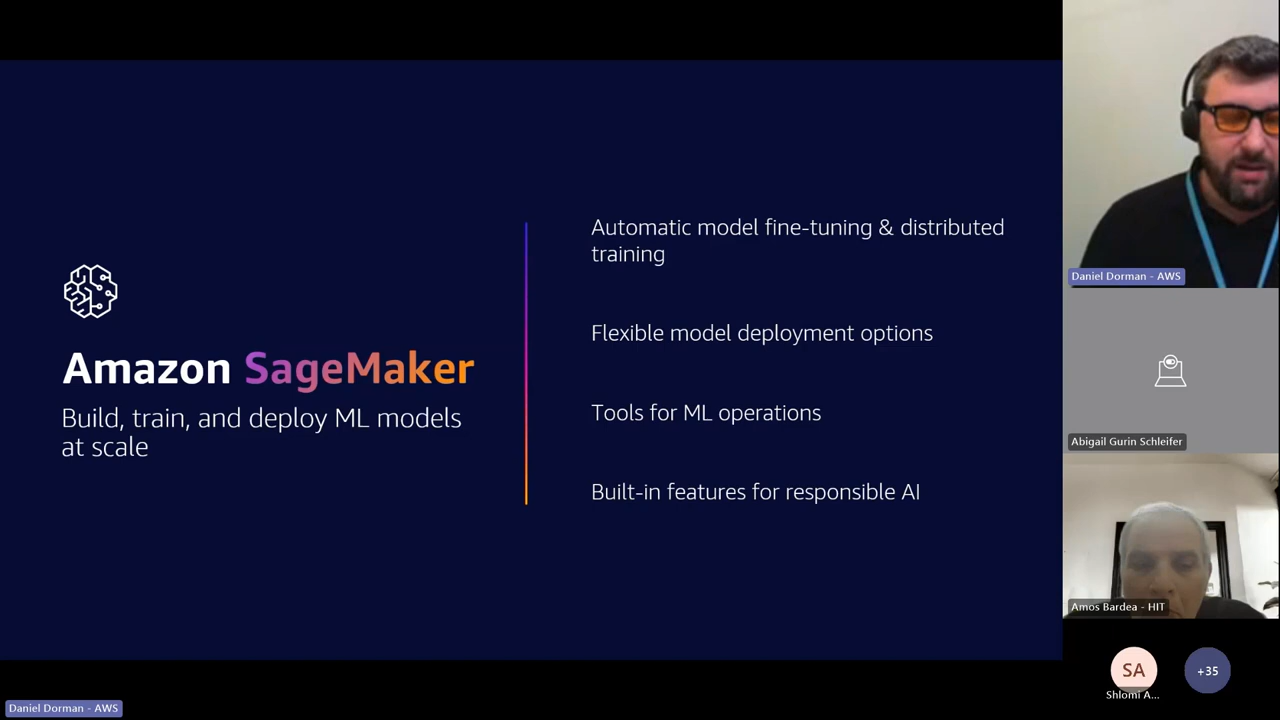 Amazon SageMaker
Build, train, and deploy ML models
at scale
Automatic model fine-tuning & distributed
training
Flexible model deployment options
Tools for ML operations
Built-in features for responsible AI
Daniel Dorman - AWS
Abigail Gurin Schleifer
Amos Bardea - HIT
SA
+35
Shlomi A...
Daniel Dorman - AWS